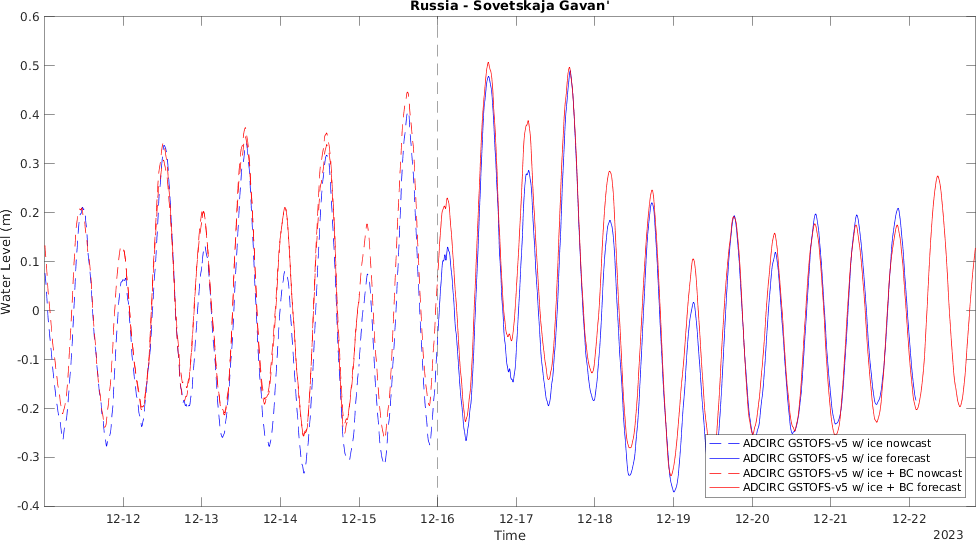 Russia - Sovetskaja Gavan'
0.6
0.5
0.4
0.3
0.2
0.1
0
-0.1
-0.2
-0.3
-0.4
Water Level (m)
ADCIRC GSTOFS-v5 w/ ice nowcast
ADCIRC GSTOFS-v5 w/ ice forecast
ADCIRC GSTOFS-v5 w/ ice + BC nowcast
ADCIRC GSTOFS-v5 w/ ice + BC forecast
12-12 12-13 12-14 12-15 12-16 12-17 12-18 12-19 12-20 12-21 12-22
Time
2023